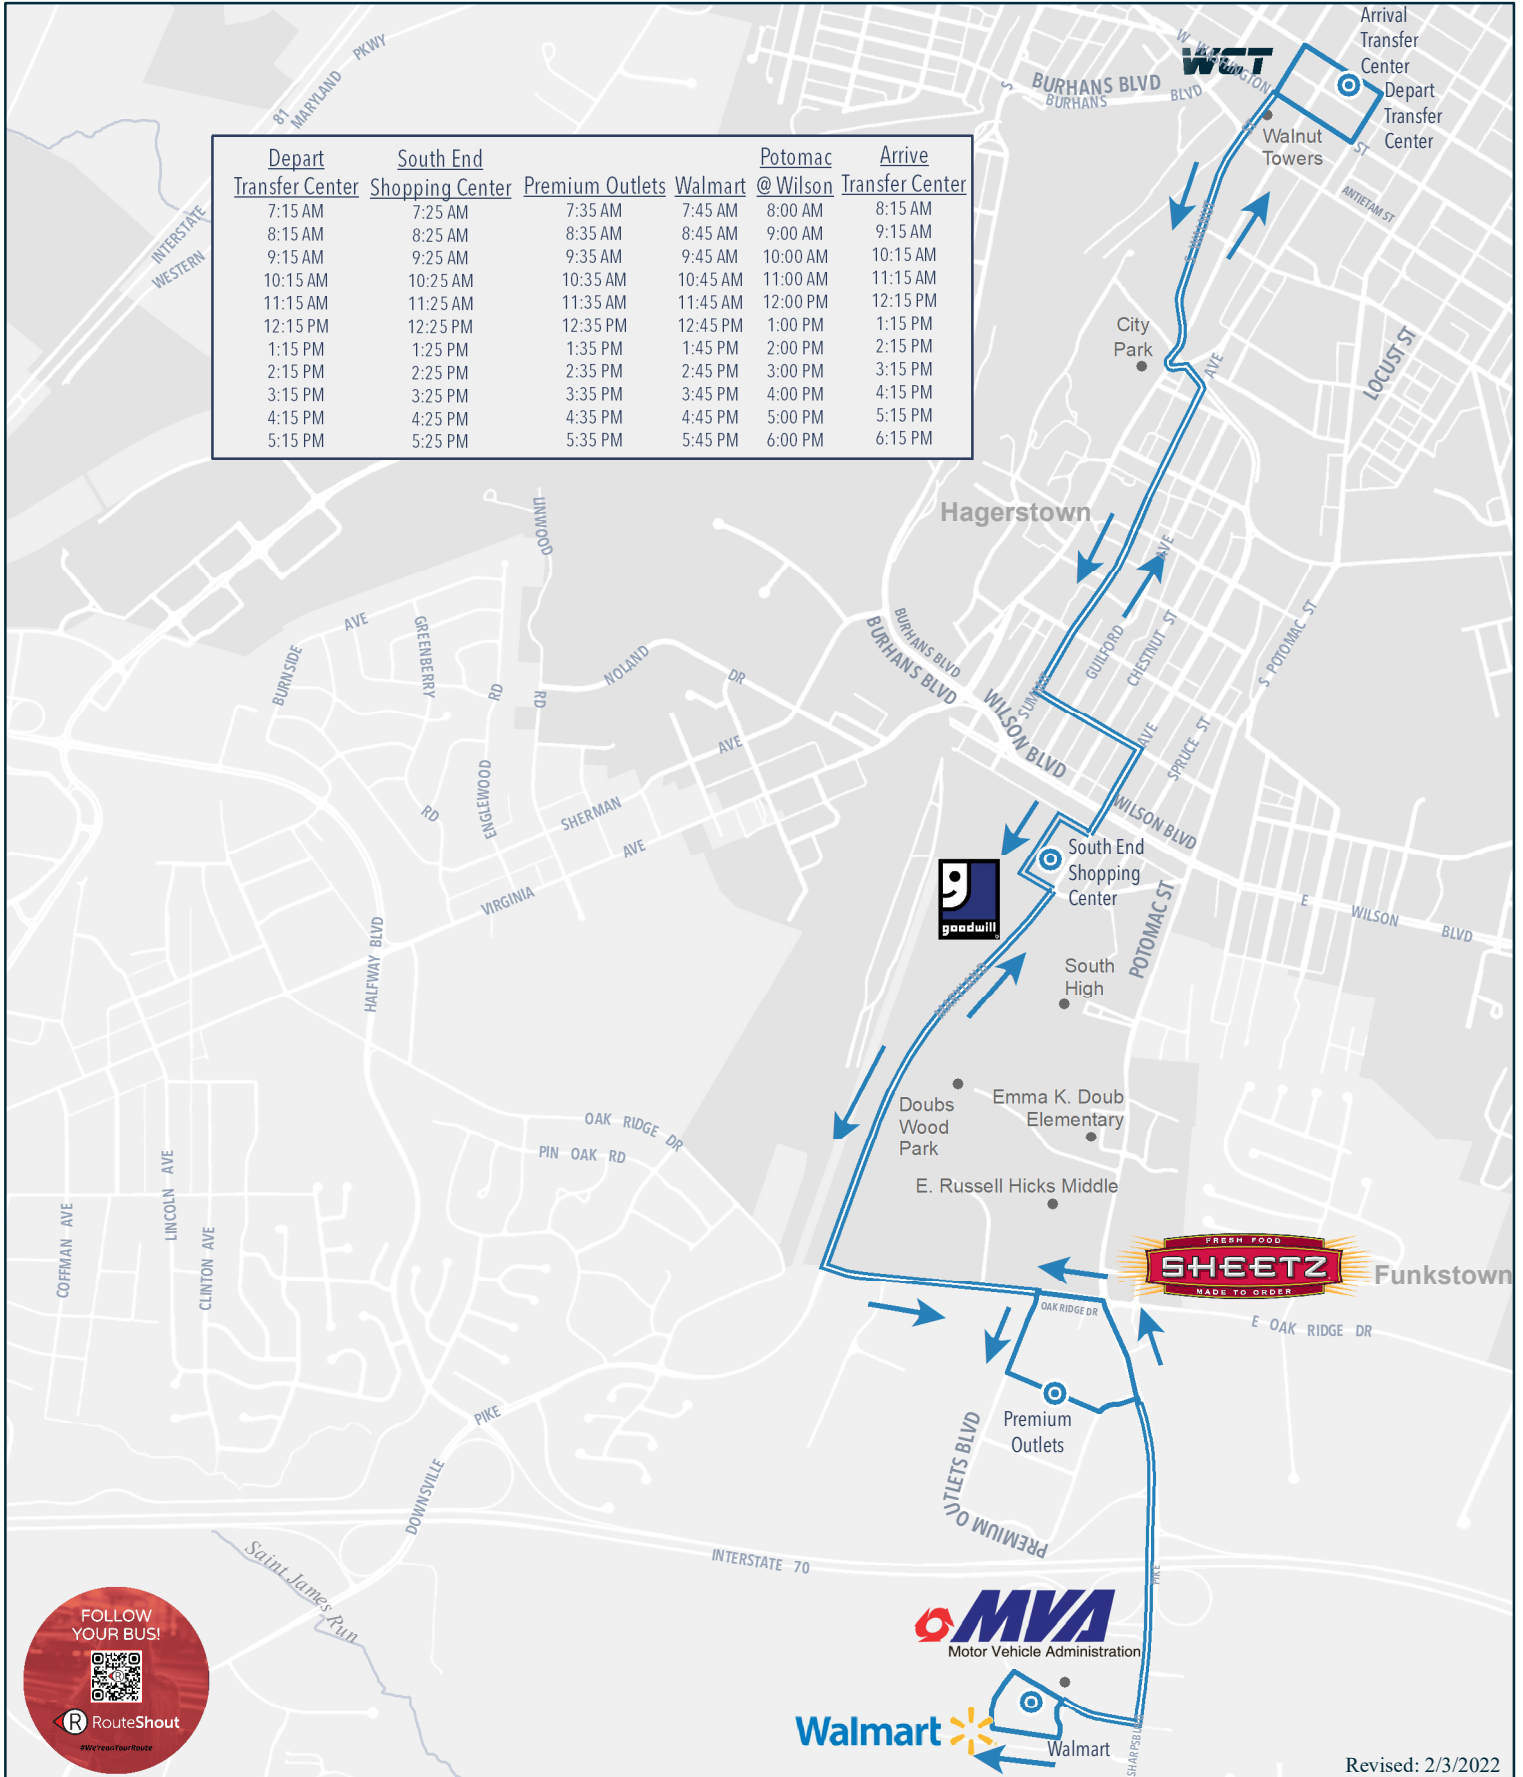 Arrival
Transfer
Center
Depart
Transfer
Center
WCT
W WASHINGTON
ST
BURHANS BLVD
S BURHANS BLVD
Walnut
Towers
ANTIETAM ST
81
MARYLAND PKWY
INTERSTATE
WESTERN
Depart South End Potomac Arrive
Transfer Center Shopping Center Premium Outlets Walmart @ Wilson Transfer Center
7:15 AM 7:25 AM 7:35 AM 7:45 AM 8:00 AM 8:15 AM
8:15 AM 8:25 AM 8:35 AM 8:45 AM 9:00 AM 9:15 AM
9:15 AM 9:25 AM 9:35 AM 9:45 AM 10:00 AM 10:15 AM
10:15 AM 10:25 AM 10:35 AM 10:45 AM 11:00 AM 11:15 AM
11:15 AM 11:25 AM 11:35 AM 11:45 AM 12:00 PM 12:15 PM
12:15 PM 12:25 PM 12:35 PM 12:45 PM 1:00 PM 1:15 PM
1:15 PM 1:25 PM 1:35 PM 1:45 PM 2:00 PM 2:15 PM
2:15 PM 2:25 PM 2:35 PM 2:45 PM 3:00 PM 3:15 PM
3:15 PM 3:25 PM 3:35 PM 3:45 PM 4:00 PM 4:15 PM
4:15 PM 4:25 PM 4:35 PM 4:45 PM 5:00 PM 5:15 PM
5:15 PM 5:25 PM 5:35 PM 5:45 PM 6:00 PM 6:15 PM
City
Park
AVE
LOCUST ST
Hagerstown
LINWOOD
RD
AVE
BURNSIDE
AVE
GREENBERRY
RD
NOLAND
DR
BURHANS BLVD
BURHANS BLVD
GUILFORD
CHESTNUT ST
S POTOMAC ST
WILSON BLVD
AVE
SPRUCE ST
AVE
RD
ENGLEWOOD
SHERMAN
AVE
WILSON BLVD
South End
Shopping
Center
goodwill
VIRGINIA
HALFWAY BLVD
E WILSON BLVD
POTOMAC ST
South
High
Doubs
Wood
Park
Emma K. Doub
Elementary
OAK RIDGE DR
PIN OAK RD
E. Russell Hicks Middle
COFFMAN AVE
LINCOLN AVE
CLINTON AVE
FRESH FOOD
SHEETZ
MADE TO ORDER
Funkstown
OAK RIDGE DR
E OAK RIDGE DR
Premium
Outlets
PREMIUM OUTLETS BLVD
PIKE
DOWNSVILLE
INTERSTATE 70
PIKE
Saint James Run
MVA
Motor Vehicle Administration
FOLLOW
YOUR BUS!
R RouteShout
#We'reonYourRoute
Walmart
Walmart
Revised: 2/3/2022